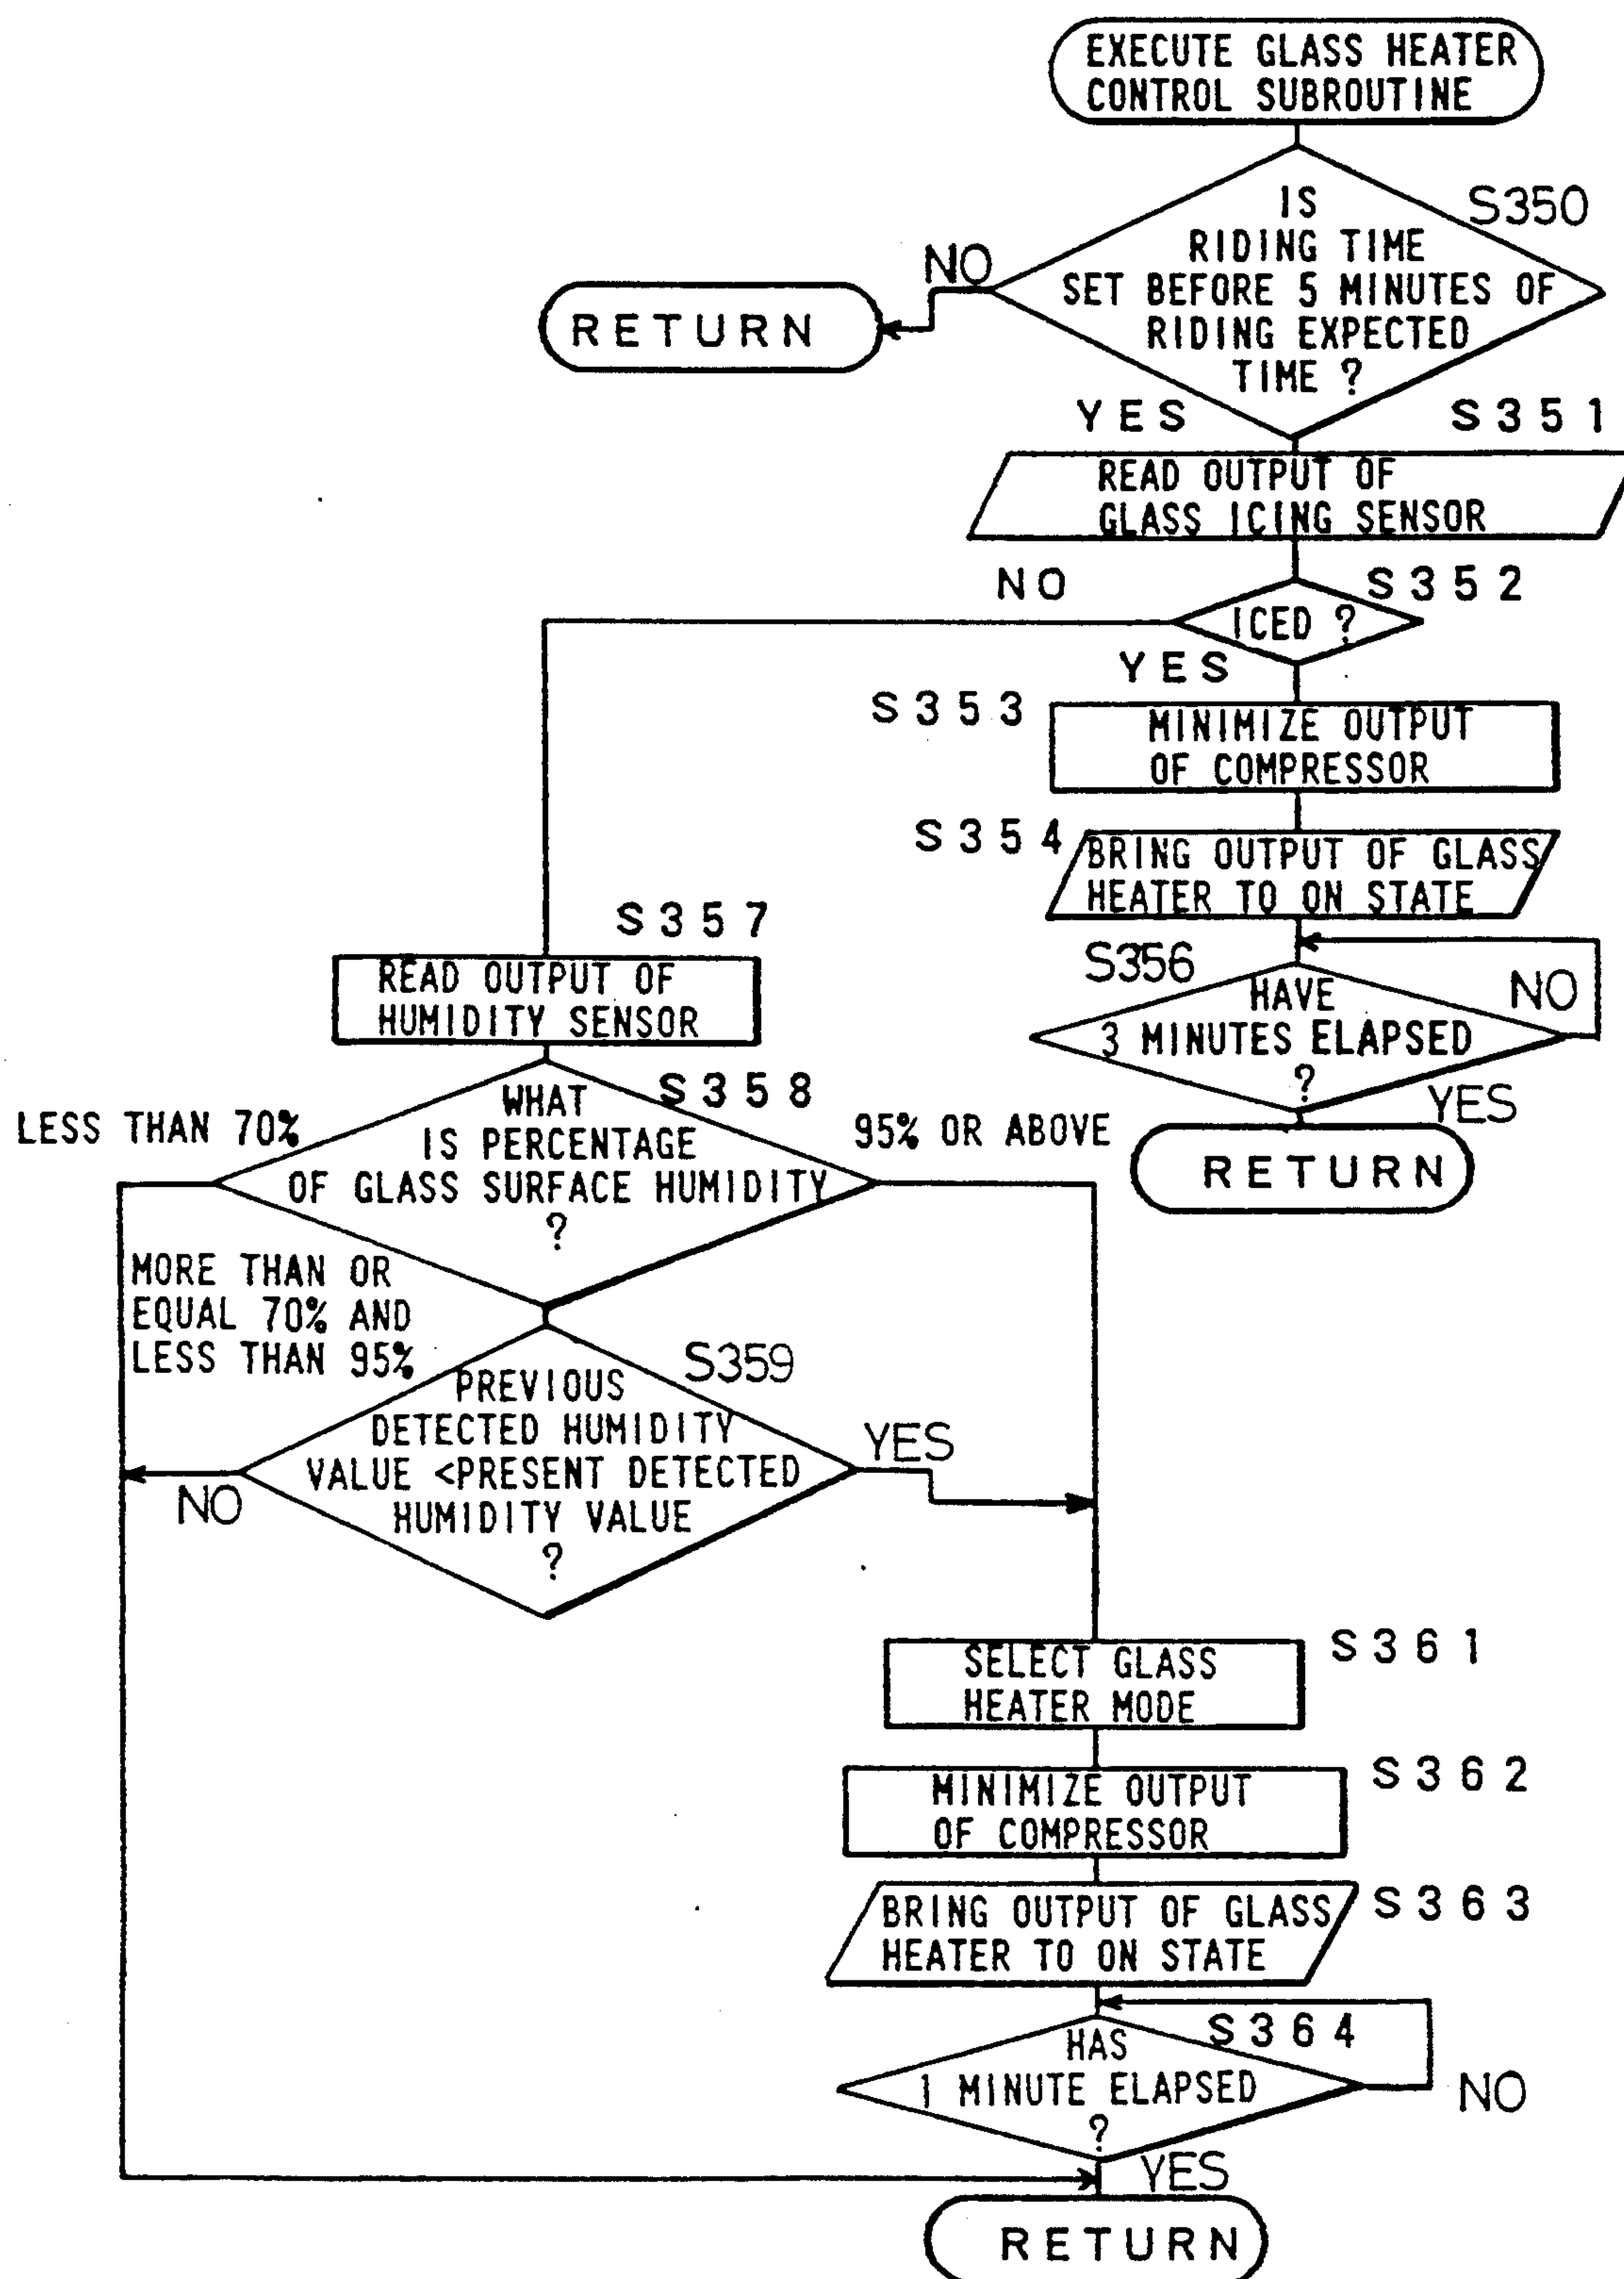 EXECUTE GLASS HEATER
CONTROL SUBROUTINE
S350
IS
RIDING TIME
SET BEFORE 5 MINUTES OF
RIDING EXPECTED
TIME ?
NO
RETURN
YES
S351
READ OUTPUT OF
GLASS ICING SENSOR
NO
S352
ICED ?
YES
S353
MINIMIZE OUTPUT
OF COMPRESSOR
S354
BRING OUTPUT OF GLASS
HEATER TO ON STATE
S356
HAVE
3 MINUTES ELAPSED
?
NO
YES
RETURN
S357
READ OUTPUT OF
HUMIDITY SENSOR
S358
WHAT
IS PERCENTAGE
OF GLASS SURFACE HUMIDITY
?
LESS THAN 70%
95% OR ABOVE
MORE THAN OR
EQUAL 70% AND
LESS THAN 95%
S359
PREVIOUS
DETECTED HUMIDITY
VALUE <PRESENT DETECTED
HUMIDITY VALUE
?
YES
NO
S361
SELECT GLASS
HEATER MODE
S362
MINIMIZE OUTPUT
OF COMPRESSOR
S363
BRING OUTPUT OF GLASS
HEATER TO ON STATE
S364
HAS
1 MINUTE ELAPSED
?
NO
YES
RETURN